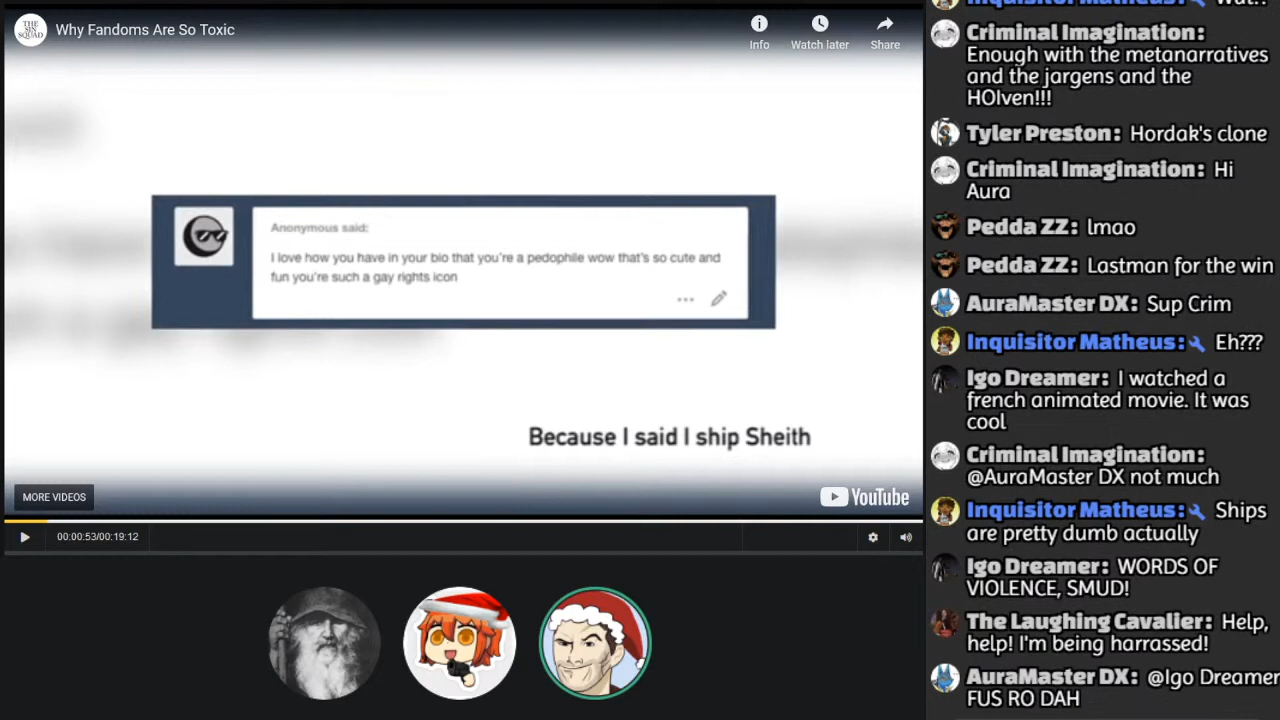 THE
SIN
SQUAD
Why Fandoms Are So Toxic
Info
Watch later
Share
Anonymous said:
I love how you have in your bio that you're a pedophile wow that's so cute and
fun you're such a gay rights icon
Because I said I ship Sheith
MORE VIDEOS
YouTube
00:00:53/00:19:12
Criminal Imagination:
Enough with the metanarratives
and the jargens and the
HOIven!!!
Tyler Preston: Hordak's clone
Criminal Imagination: Hi
Aura
Pedda ZZ: lmao
Pedda ZZ: Lastman for the win
AuraMaster DX: Sup Crim
Inquisitor Matheus: Eh???
Igo Dreamer: I watched a
french animated movie. It was
cool
Criminal Imagination:
@AuraMaster DX not much
Inquisitor Matheus: Ships
are pretty dumb actually
Igo Dreamer: WORDS OF
VIOLENCE, SMUD!
The Laughing Cavalier: Help,
help! I'm being harrassed!
AuraMaster DX: @Igo Dreamer
FUS RO DAH